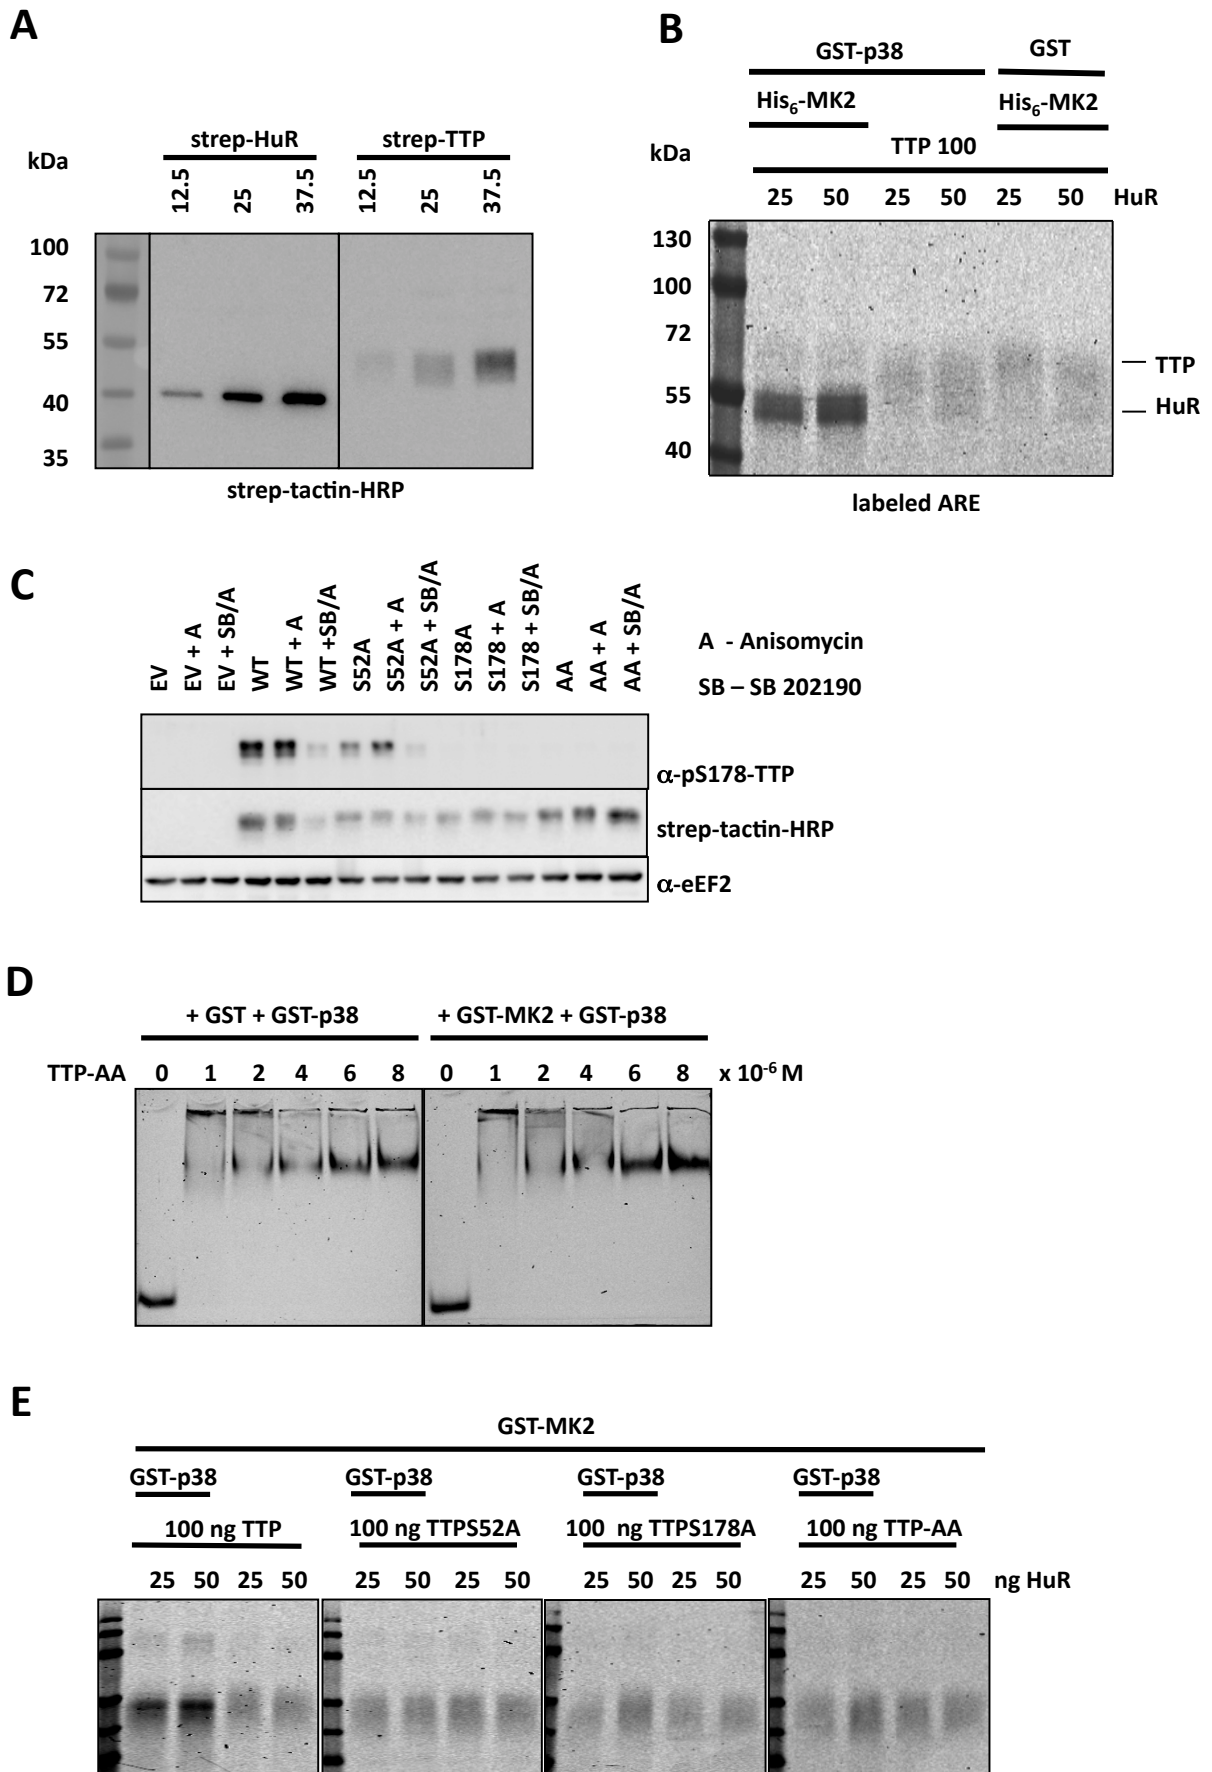 A
strep-HuR strep-TTP
kDa
12.5 25 37.5 12.5 25 37.5
100
72
55
40
35
strep-tactin-HRP
B
GST-p38 GST
His6-MK2 His6-MK2
kDa TTP 100
25 50 25 50 25 50 HuR
130
100
72
55
40
TTP
HuR
labeled ARE
C
EV
EV + A
EV + SB/A
WT
WT + A
WT +SB/A
S52A
S52A + A
S52A + SB/A
S178A
S178 + A
S178 + SB/A
AA
AA + A
AA + SB/A
A - Anisomycin
SB – SB 202190
α-pS178-TTP
strep-tactin-HRP
α-eEF2
D
+ GST + GST-p38 + GST-MK2 + GST-p38
TTP-AA 0 1 2 4 6 8 0 1 2 4 6 8 x 10-6 M
E
GST-MK2
GST-p38 GST-p38 GST-p38 GST-p38
100 ng TTP 100 ng TTPS52A 100 ng TTPS178A 100 ng TTP-AA
25 50 25 50 25 50 25 50 25 50 25 50 25 50 25 50 ng HuR